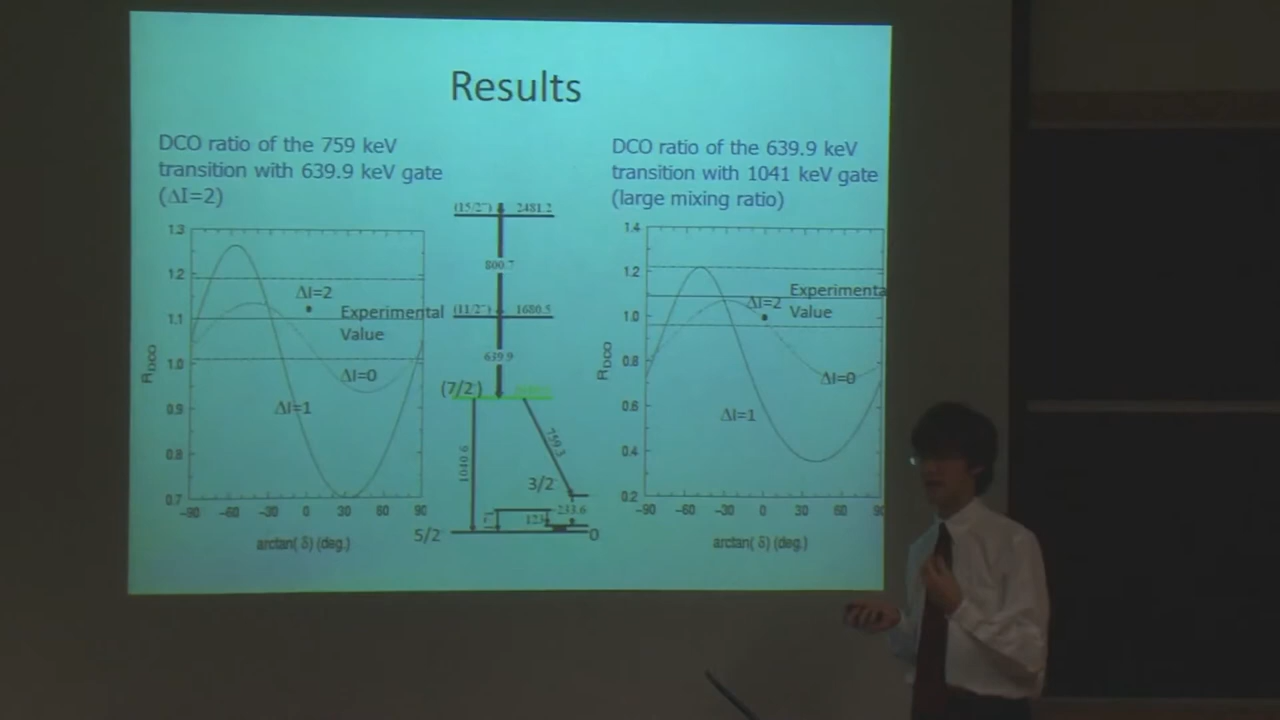 Results
DCO ratio of the 759 keV
transition with 639.9 keV gate
(ΔI=2)
1.3
1.2
1.1
1.0
0.9
0.8
0.7
R_DCO
ΔI=2
Experimental
Value
ΔI=0
ΔI=1
-90
-60
-30
0
30
60
90
arctan( δ) (deg.)
(15/2⁻)
2481.2
800.7
(11/2⁻)
1680.5
639.9
(7/2⁻)
1040.6
759.3
3/2
233.6
123
5/2
0
DCO ratio of the 639.9 keV
transition with 1041 keV gate
(large mixing ratio)
1.4
1.2
1.0
0.8
0.6
0.4
0.2
R_DCO
ΔI=2
Experimenta
Value
ΔI=0
ΔI=1
-90
-60
-30
0
30
60
90
arctan( δ) (deg.)